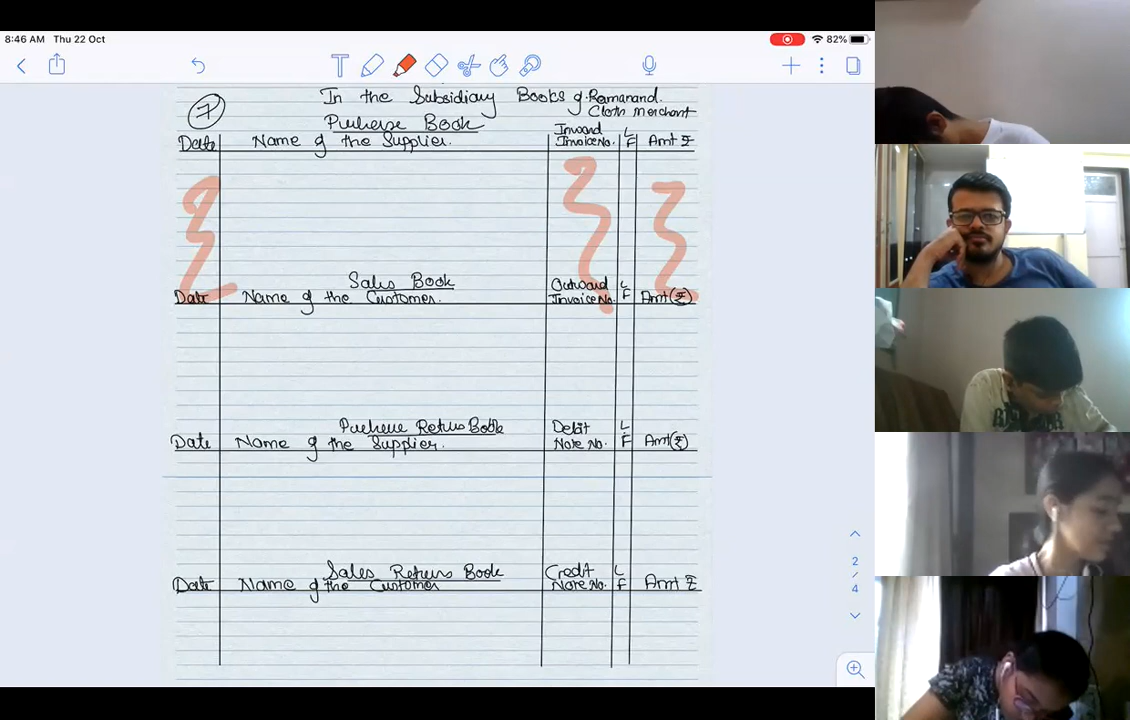 8:46 AM Thu 22 Oct
82%
7
In the Subsidiary Books of Ramanand
Cloth merchant
Purchase Book
Date Name of the Supplier. Inward Invoice No. L F Amt ₹
Sales Book
Date Name of the Customer. Outward Invoice No. L F Amt (₹)
Purchase Return Book
Date Name of the Supplier. Debit Note No. L F Amt (₹)
Sales Return Book
Date Name of the Customer Credit Note No. L F Amt ₹
2
/
4